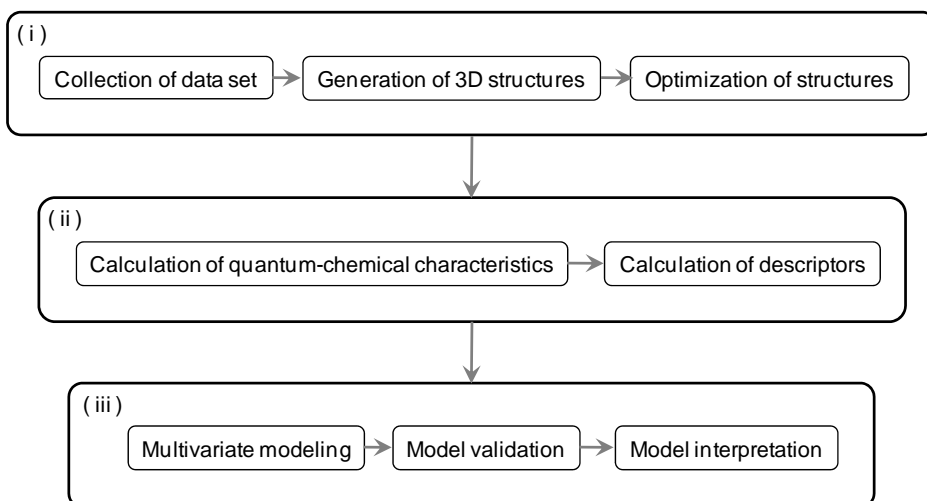 ( i )
Collection of data set
Generation of 3D structures
Optimization of structures
( ii )
Calculation of quantum-chemical characteristics
Calculation of descriptors
( iii )
Multivariate modeling
Model validation
Model interpretation